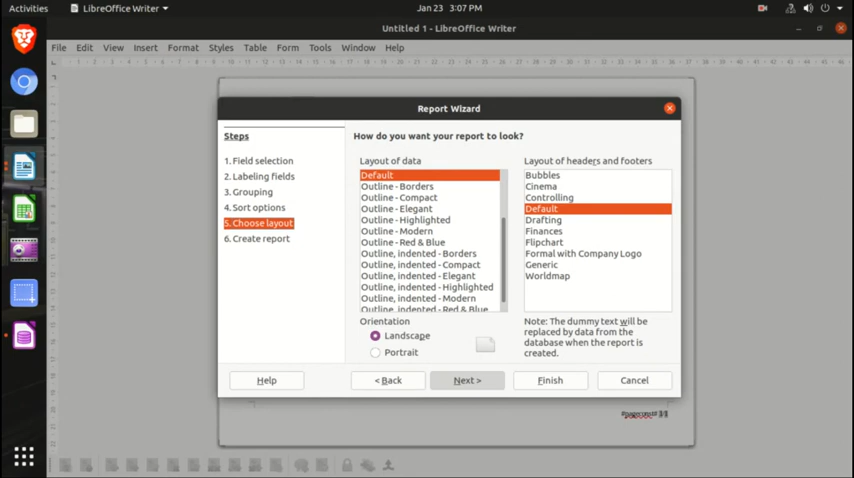 Activities
LibreOffice Writer
Jan 23 3:07 PM
Untitled 1 - LibreOffice Writer
File Edit View Insert Format Styles Table Form Tools Window Help
Report Wizard
Steps
1. Field selection
2. Labeling fields
3. Grouping
4. Sort options
5. Choose layout
6. Create report
How do you want your report to look?
Layout of data
Default
Outline - Borders
Outline - Compact
Outline - Elegant
Outline - Highlighted
Outline - Modern
Outline - Red & Blue
Outline, indented - Borders
Outline, indented - Compact
Outline, indented - Elegant
Outline, indented - Highlighted
Outline, indented - Modern
Outline, indented - Red & Blue
Layout of headers and footers
Bubbles
Cinema
Controlling
Default
Drafting
Finances
Flipchart
Formal with Company Logo
Generic
Worldmap
Orientation
Landscape
Portrait
Note: The dummy text will be
replaced by data from the
database when the report is
created.
Help
< Back
Next >
Finish
Cancel